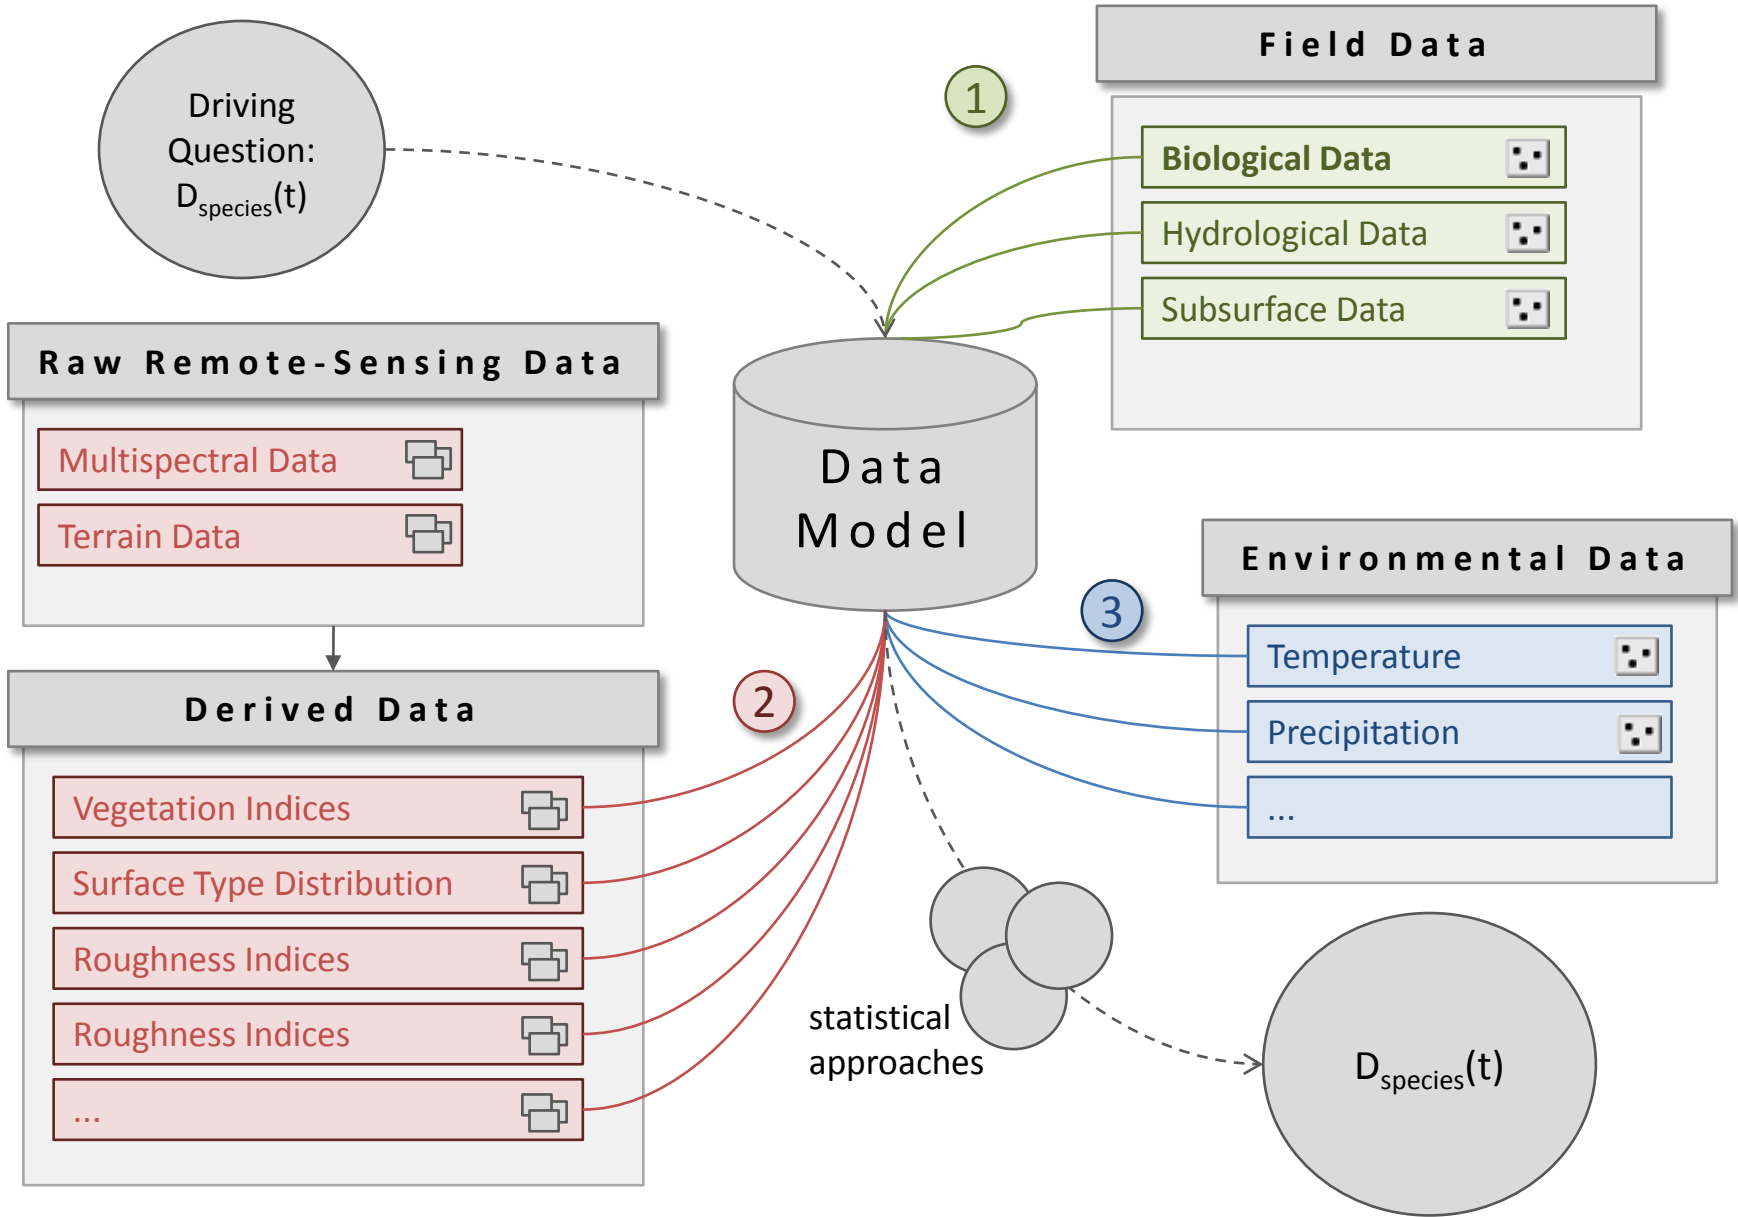 Driving
Question:
D_species(t)
Field Data
1
Biological Data
Hydrological Data
Subsurface Data
Raw Remote-Sensing Data
Multispectral Data
Terrain Data
Data
Model
Environmental Data
3
Temperature
Precipitation
...
Derived Data
2
Vegetation Indices
Surface Type Distribution
Roughness Indices
Roughness Indices
...
statistical
approaches
D_species(t)